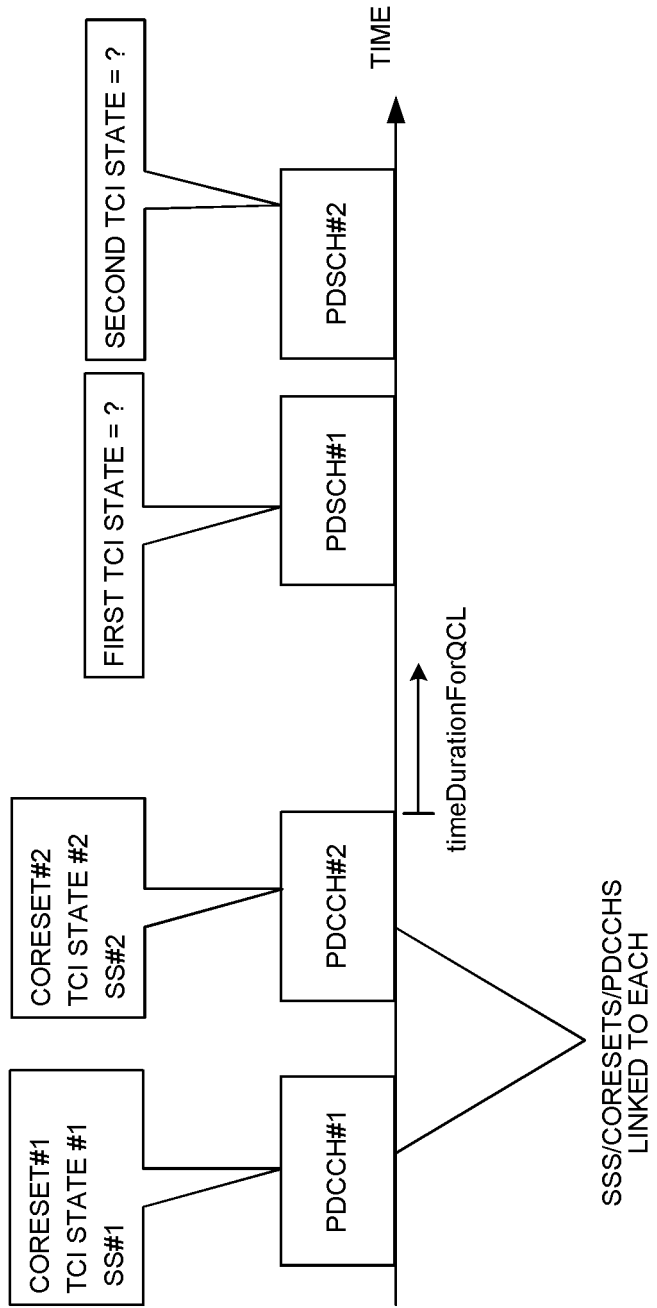 CORESET#1
TCI STATE #1
SS#1
CORESET#2
TCI STATE #2
SS#2
FIRST TCI STATE = ?
SECOND TCI STATE = ?
PDCCH#1
PDCCH#2
PDSCH#1
PDSCH#2
TIME
timeDurationForQCL
SSS/CORESETS/PDCCHS
LINKED TO EACH